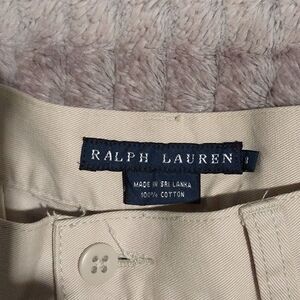 RALPH LAUREN
MADE IN SRI LANKA
100% COTTON